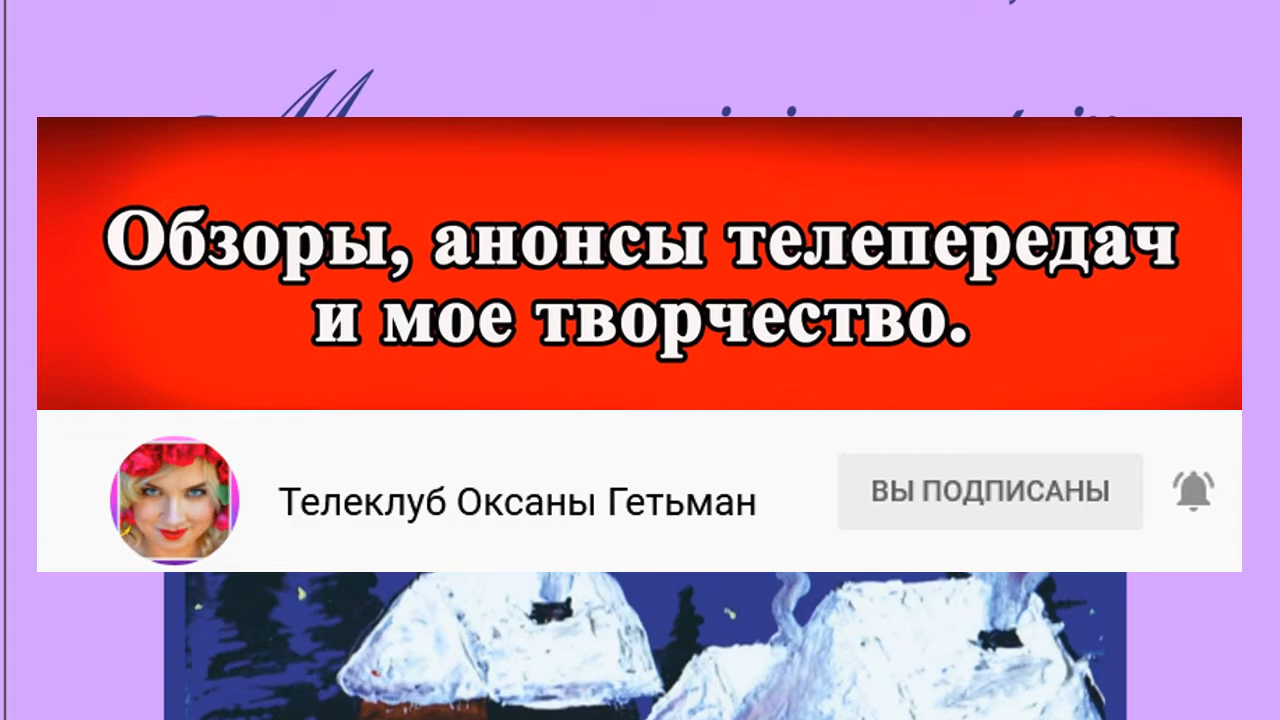 Обзоры, анонсы телепередач
и мое творчество.
Телеклуб Оксаны Гетьман
ВЫ ПОДПИСАНЫ